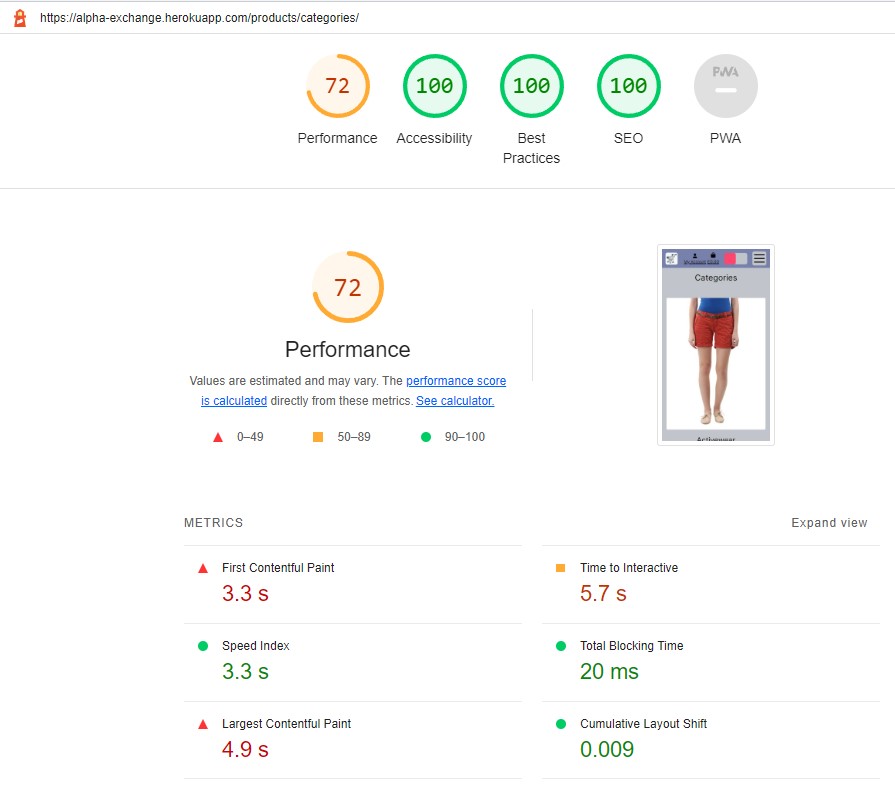 https://alpha-exchange.herokuapp.com/products/categories/
72
100
100
100
PWA
Performance
Accessibility
Best
Practices
SEO
PWA
72
Performance
Values are estimated and may vary. The performance score
is calculated directly from these metrics. See calculator.
0–49
50–89
90–100
Categories
Activewear
METRICS
Expand view
First Contentful Paint
3.3 s
Time to Interactive
5.7 s
Speed Index
3.3 s
Total Blocking Time
20 ms
Largest Contentful Paint
4.9 s
Cumulative Layout Shift
0.009